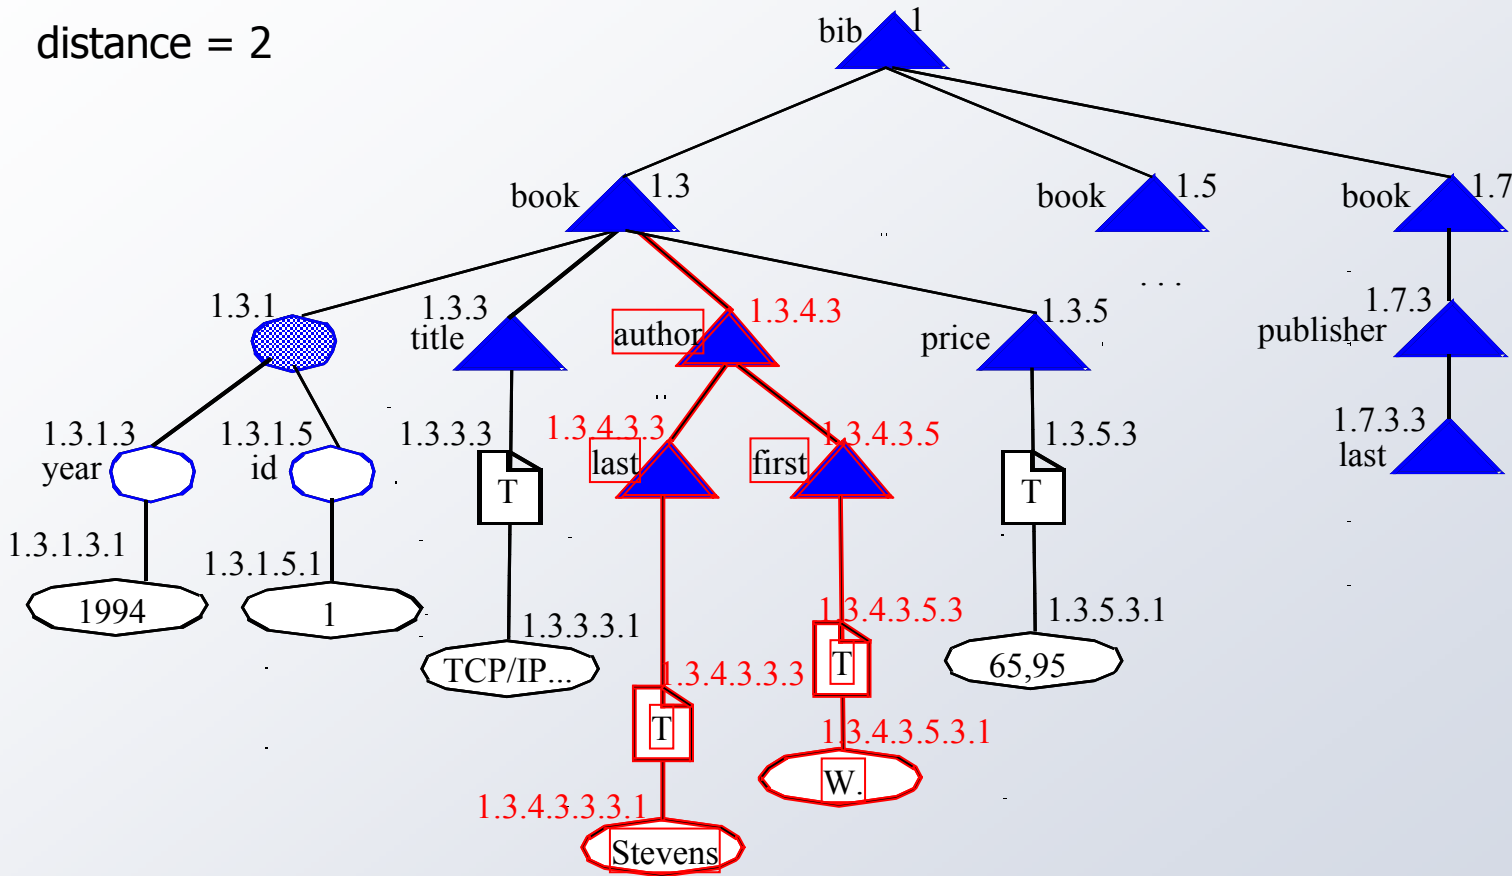 distance = 2
bib 1
book 1.3
book 1.5
book 1.7
. . .
1.3.1
1.3.3
title
author
1.3.4.3
1.3.5
price
1.7.3
publisher
1.3.1.3
year
1.3.1.5
id
1.3.3.3
T
1.3.4.3.3
last
1.3.4.3.5
first
1.3.5.3
T
1.7.3.3
last
1.3.1.3.1
1994
1.3.1.5.1
1
1.3.3.3.1
TCP/IP...
1.3.4.3.3.3
T
1.3.4.3.5.3
T
1.3.5.3.1
65,95
1.3.4.3.5.3.1
W.
1.3.4.3.3.3.1
Stevens